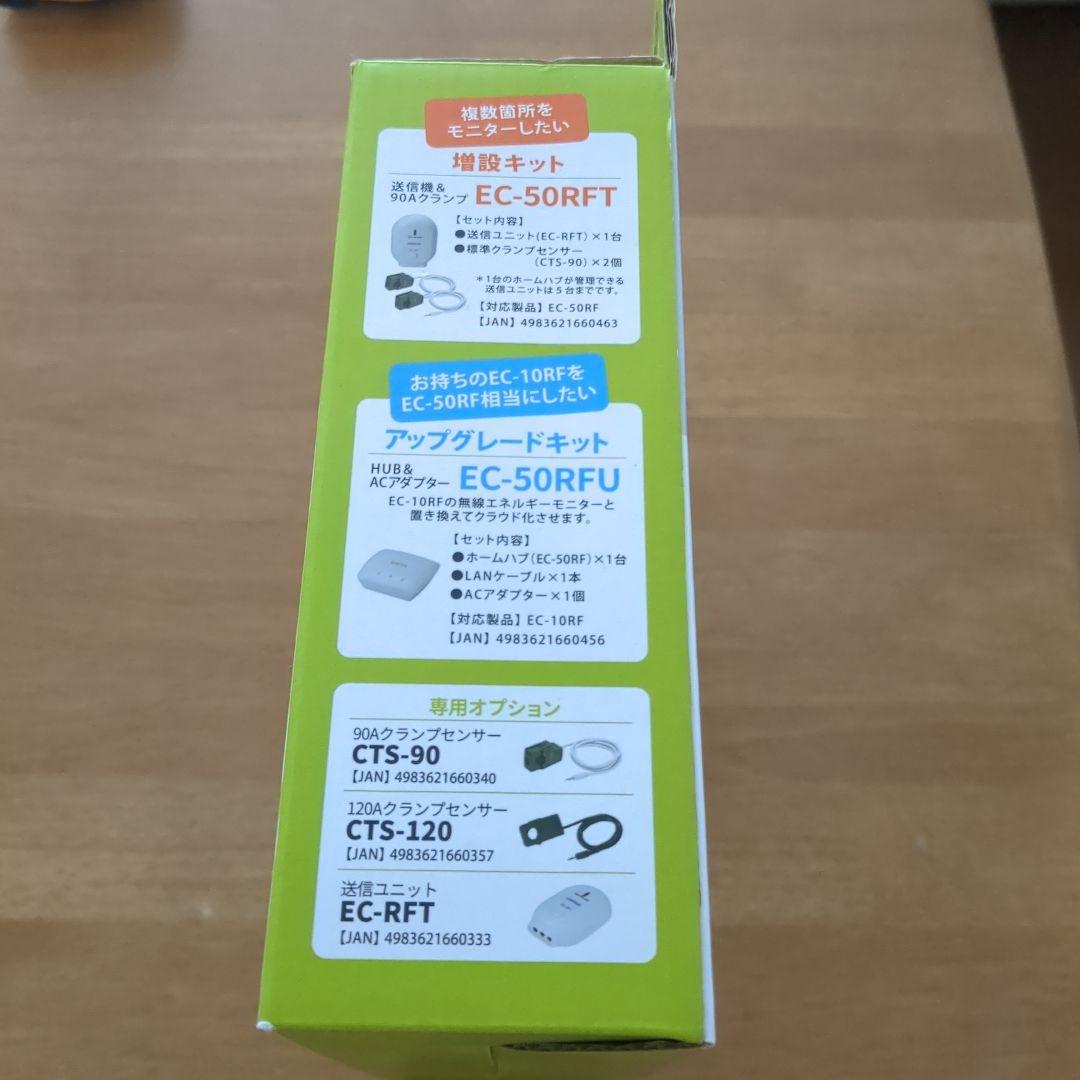 複数箇所を
モニターしたい
増設キット
送信機&
90Aクランプ EC-50RFT
【セット内容】
●送信ユニット(EC-RFT)×1台
●標準クランプセンサー
(CTS-90)×2個
*1台のホームハブが管理できる
送信ユニットは5台までです。
【対応製品】EC-50RF
【JAN】4983621660463
お持ちのEC-10RFを
EC-50RF相当にしたい
アップグレードキット
HUB&
ACアダプター EC-50RFU
EC-10RFの無線エネルギーモニターと
置き換えてクラウド化させます。
【セット内容】
●ホームハブ(EC-50RF)×1台
●LANケーブル×1本
●ACアダプター×1個
【対応製品】EC-10RF
【JAN】4983621660456
専用オプション
90Aクランプセンサー
CTS-90
【JAN】4983621660340
120Aクランプセンサー
CTS-120
【JAN】4983621660357
送信ユニット
EC-RFT
【JAN】4983621660333